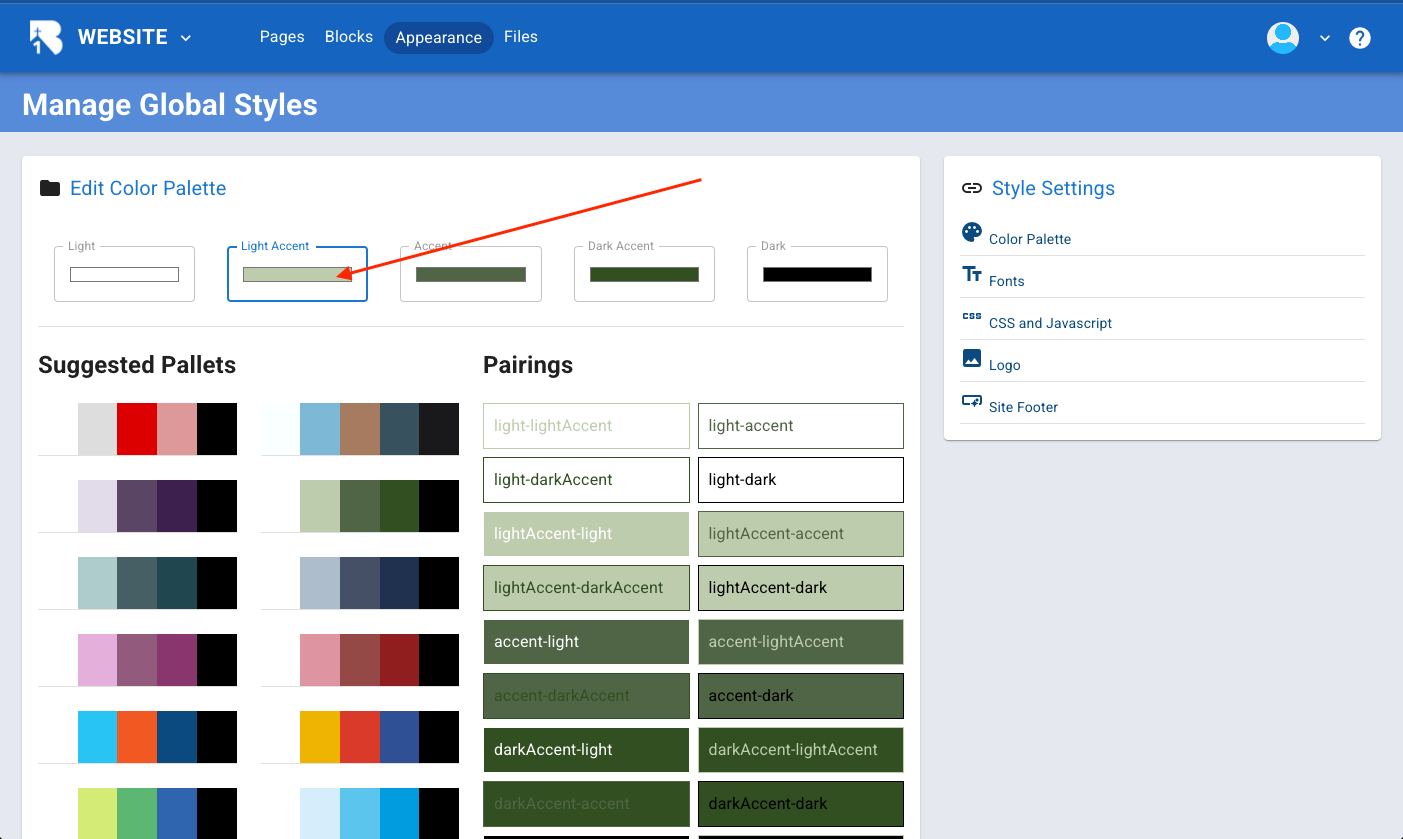 WEBSITE
Pages Blocks Appearance Files
Manage Global Styles
Edit Color Palette
Light Light Accent Accent Dark Accent Dark
Suggested Pallets
Pairings
light-lightAccent light-accent
light-darkAccent light-dark
lightAccent-light lightAccent-accent
lightAccent-darkAccent lightAccent-dark
accent-light accent-lightAccent
accent-darkAccent accent-dark
darkAccent-light darkAccent-lightAccent
darkAccent-accent darkAccent-dark
Style Settings
Color Palette
Fonts
CSS and Javascript
Logo
Site Footer